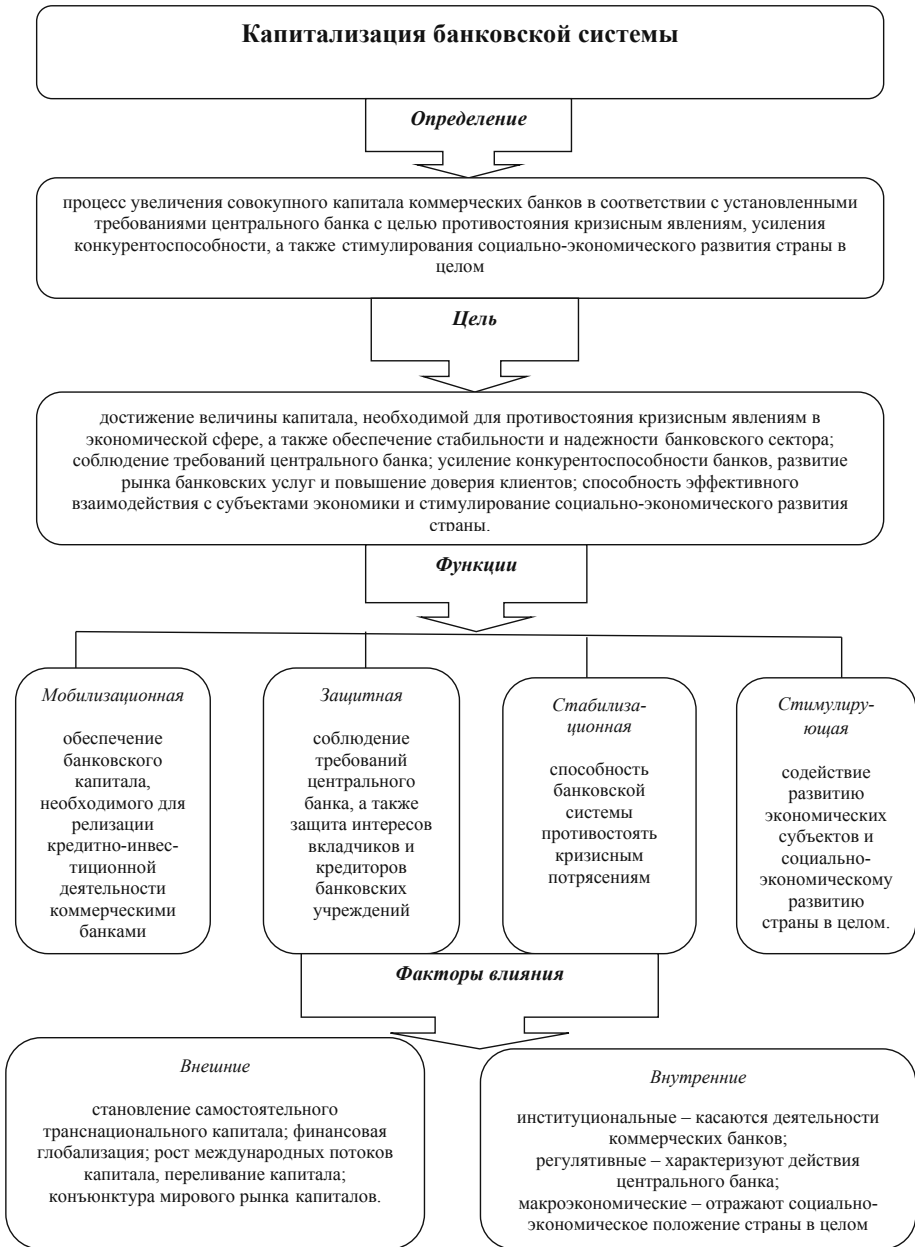 Капитализация банковской системы
Определение
процесс увеличения совокупного капитала коммерческих банков в соответствии с установленными
требованиями центрального банка с целью противостояния кризисным явлениям, усиления
конкурентоспособности, а также стимулирования социально-экономического развития страны в
целом
Цель
достижение величины капитала, необходимой для противостояния кризисным явлениям в
экономической сфере, а также обеспечение стабильности и надежности банковского сектора;
соблюдение требований центрального банка; усиление конкурентоспособности банков, развитие
рынка банковских услуг и повышение доверия клиентов; способность эффективного
взаимодействия с субъектами экономики и стимулирование социально-экономического развития
страны.
Функции
Мобилизационная
обеспечение
банковского
капитала,
необходимого для
релизации
кредитно-инвес-
тиционной
деятельности
коммерческими
банками
Защитная
соблюдение
требований
центрального
банка, а также
защита интересов
вкладчиков и
кредиторов
банковских
учреждений
Стабилиза-
ционная
способность
банковской
системы
противостоять
кризисным
потрясениям
Стимулиру-
ющая
содействие
развитию
экономических
субъектов и
социально-
экономическому
развитию
страны в целом.
Факторы влияния
Внешние
становление самостоятельного
транснационального капитала; финансовая
глобализация; рост международных потоков
капитала, переливание капитала;
конъюнктура мирового рынка капиталов.
Внутренние
институциональные – касаются деятельности
коммерческих банков;
регулятивные – характеризуют действия
центрального банка;
макроэкономические – отражают социально-
экономическое положение страны в целом